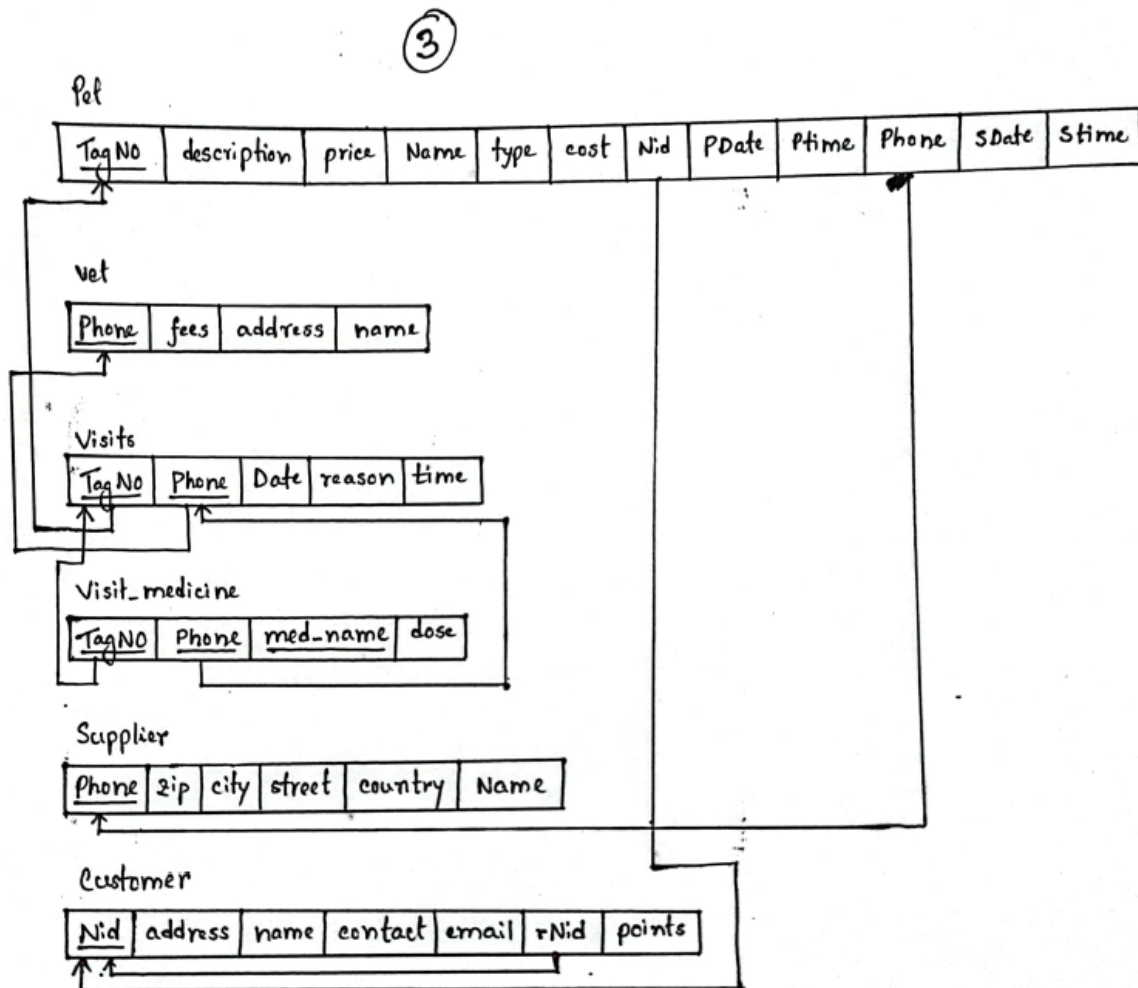 3
Pet
TagNO description price Name type cost Nid PDate Ptime Phone SDate Stime
vet
Phone fees address name
Visits
TagNO Phone Date reason time
Visit_medicine
TagNO Phone med_name dose
Supplier
Phone zip city street country Name
Customer
Nid address name contact email rNid points